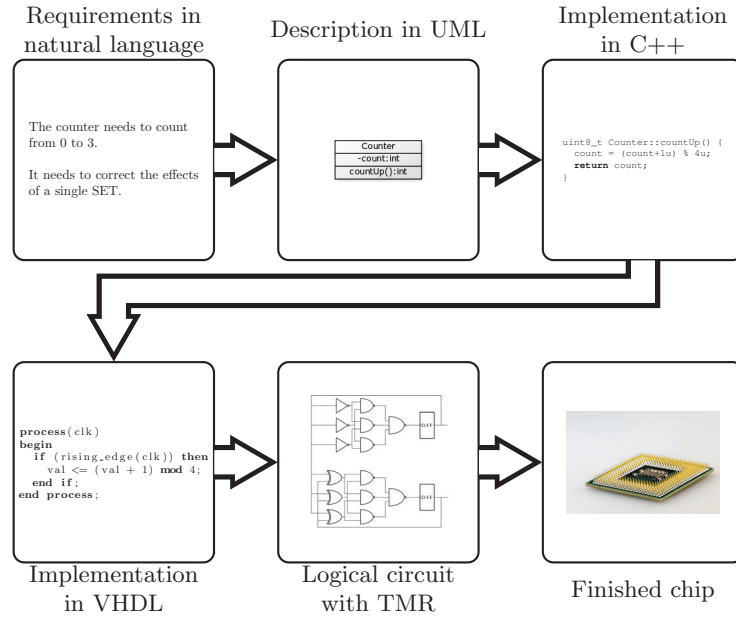 Requirements in
natural language
Description in UML
Implementation
in C++
The counter needs to count
from 0 to 3.
It needs to correct the effects
of a single SET.
Counter
-count:int
countUp():int
uint8_t Counter::countUp() {
count = (count+1u) % 4u;
return count;
}
process(clk)
begin
if (rising_edge(clk)) then
val <= (val + 1) mod 4;
end if;
end process;
D-FF
D-FF
Implementation
in VHDL
Logical circuit
with TMR
Finished chip